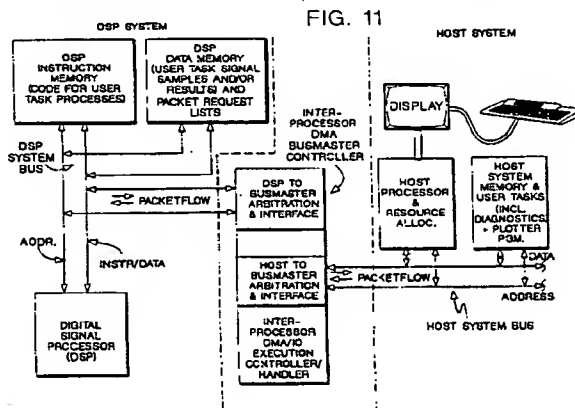 FIG. 11
DSP SYSTEM
HOST SYSTEM
DSP
INSTRUCTION
MEMORY
(CODE FOR USER
TASK PROCESSES)
DSP
DATA MEMORY
(USER TASK SIGNAL
SAMPLES AND/OR
RESULTS) AND
PACKET REQUEST
LISTS
INTER-
PROCESSOR
DMA
BUSMASTER
CONTROLLER
DISPLAY
DSP
SYSTEM
BUS
PACKETFLOW
DSP TO
BUSMASTER
ARBITRATION
& INTERFACE
HOST
PROCESSOR
&
RESOURCE
ALLOC.
HOST
SYSTEM
MEMORY &
USER TASKS
(INCL.
DIAGNOSTICS.
+ PLOTTER
PGM.
ADDR.
INSTR/DATA
HOST TO
BUSMASTER
ARBITRATION
& INTERFACE
DATA
PACKETFLOW
ADDRESS
HOST SYSTEM BUS
DIGITAL
SIGNAL
PROCESSOR
(DSP)
INTER-
PROCESSOR
DMA/IO
EXECUTION
CONTROLLER/
HANDLER